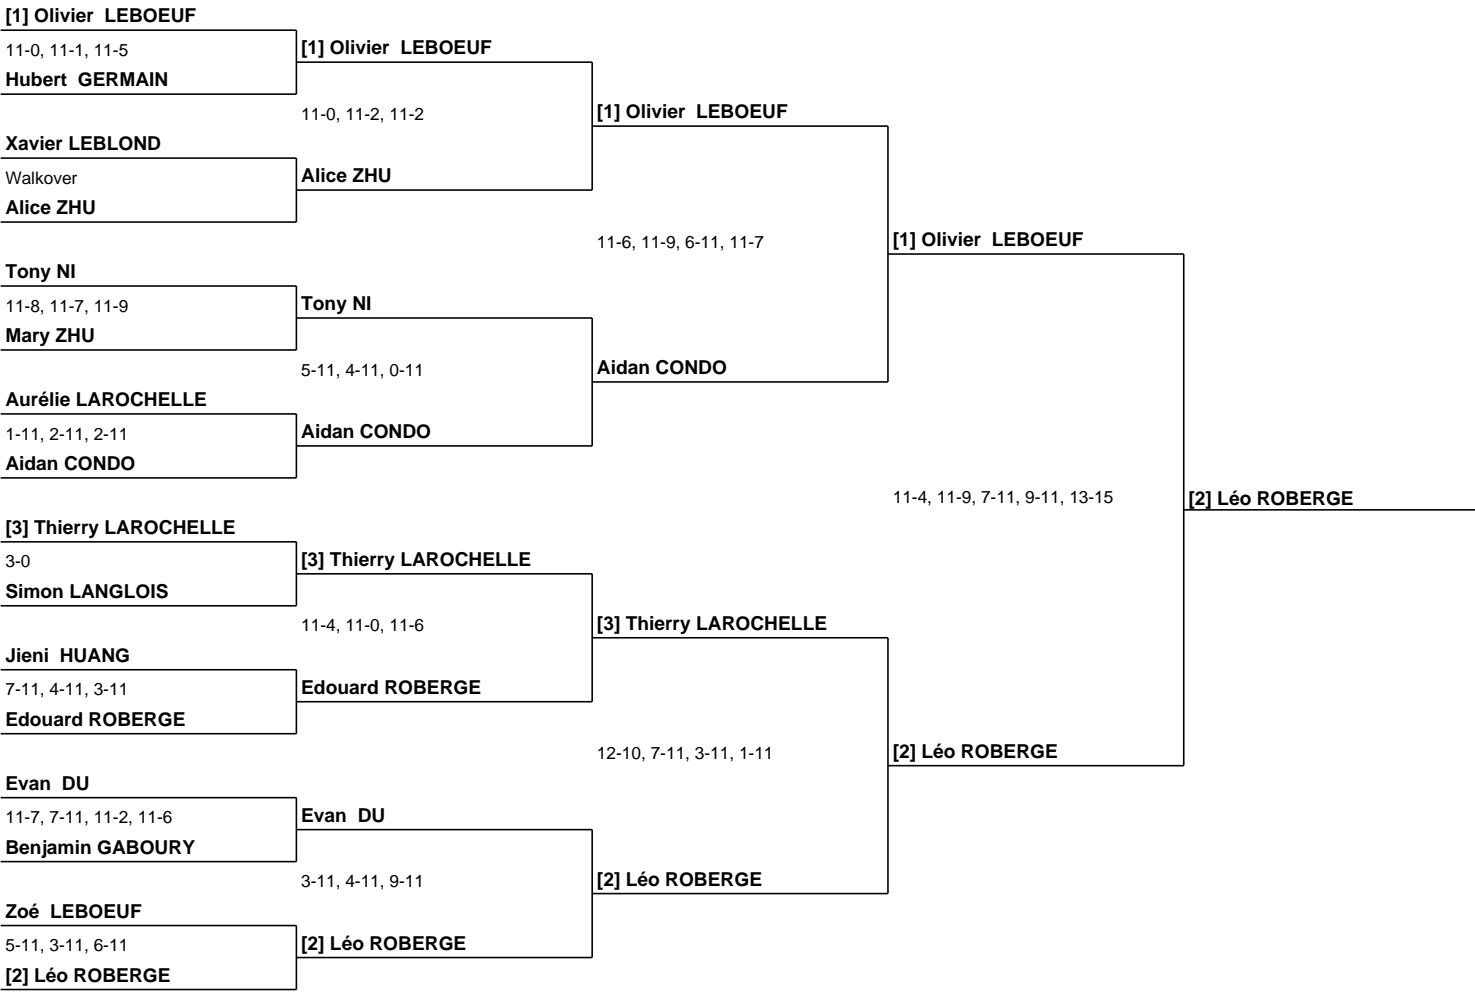 [1] Olivier LEBOEUF
11-0, 11-1, 11-5
Hubert GERMAIN
Xavier LEBLOND
Walkover
Alice ZHU
Tony NI
11-8, 11-7, 11-9
Mary ZHU
Aurélie LAROCHELLE
1-11, 2-11, 2-11
Aidan CONDO
[3] Thierry LAROCHELLE
3-0
Simon LANGLOIS
Jieni HUANG
7-11, 4-11, 3-11
Edouard ROBERGE
Evan DU
11-7, 7-11, 11-2, 11-6
Benjamin GABOURY
Zoé LEBOEUF
5-11, 3-11, 6-11
[2] Léo ROBERGE
[1] Olivier LEBOEUF
11-0, 11-2, 11-2
Alice ZHU
Tony NI
5-11, 4-11, 0-11
Aidan CONDO
[3] Thierry LAROCHELLE
11-4, 11-0, 11-6
Edouard ROBERGE
Evan DU
3-11, 4-11, 9-11
[2] Léo ROBERGE
[1] Olivier LEBOEUF
11-6, 11-9, 6-11, 11-7
Aidan CONDO
[3] Thierry LAROCHELLE
12-10, 7-11, 3-11, 1-11
[2] Léo ROBERGE
[1] Olivier LEBOEUF
11-4, 11-9, 7-11, 9-11, 13-15
[2] Léo ROBERGE
[2] Léo ROBERGE